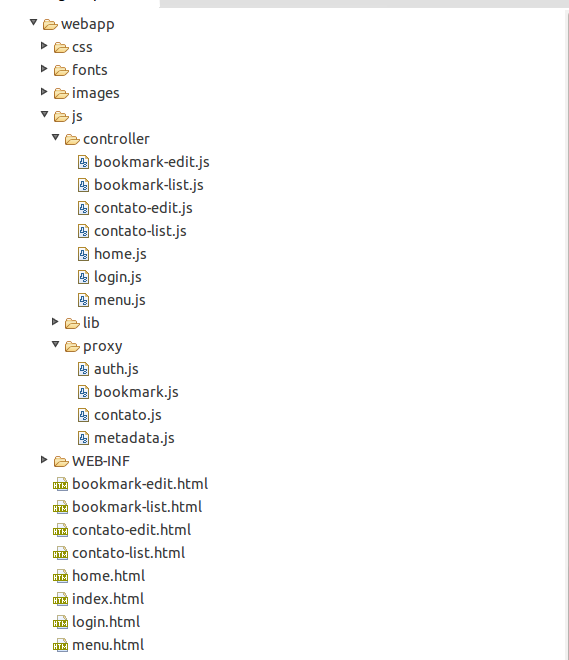 webapp
css
fonts
images
js
controller
bookmark-edit.js
bookmark-list.js
contato-edit.js
contato-list.js
home.js
login.js
menu.js
lib
proxy
auth.js
bookmark.js
contato.js
metadata.js
WEB-INF
bookmark-edit.html
bookmark-list.html
contato-edit.html
contato-list.html
home.html
index.html
login.html
menu.html